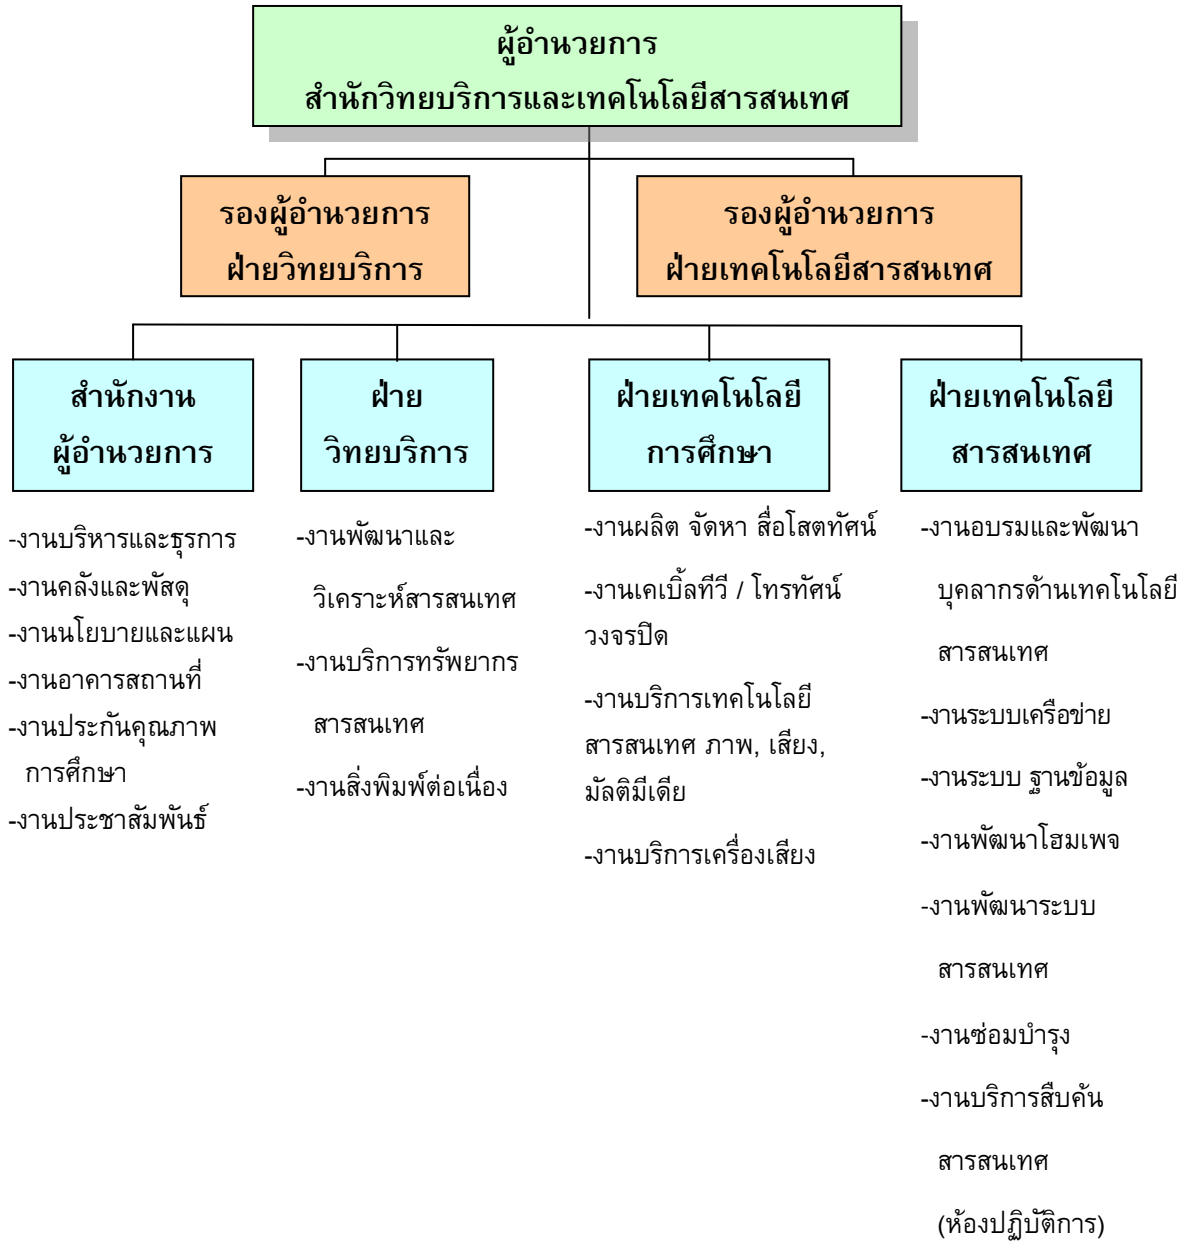 ผู้อำนวยการ
สำนักวิทยบริการและเทคโนโลยีสารสนเทศ
รองผู้อำนวยการ
ฝ่ายวิทยบริการ
รองผู้อำนวยการ
ฝ่ายเทคโนโลยีสารสนเทศ
สำนักงาน
ผู้อำนวยการ
ฝ่าย
วิทยบริการ
ฝ่ายเทคโนโลยี
การศึกษา
ฝ่ายเทคโนโลยี
สารสนเทศ
-งานบริหารและธุรการ
-งานคลังและพัสดุ
-งานนโยบายและแผน
-งานอาคารสถานที่
-งานประกันคุณภาพ
การศึกษา
-งานประชาสัมพันธ์
-งานพัฒนาและ
วิเคราะห์สารสนเทศ
-งานบริการทรัพยากร
สารสนเทศ
-งานสิ่งพิมพ์ต่อเนื่อง
-งานผลิต จัดหา สื่อโสตทัศน์
-งานเคเบิ้ลทีวี / โทรทัศน์
วงจรปิด
-งานบริการเทคโนโลยี
สารสนเทศ ภาพ, เสียง,
มัลติมีเดีย
-งานบริการเครื่องเสียง
-งานอบรมและพัฒนา
บุคลากรด้านเทคโนโลยี
สารสนเทศ
-งานระบบเครือข่าย
-งานระบบ ฐานข้อมูล
-งานพัฒนาโฮมเพจ
-งานพัฒนาระบบ
สารสนเทศ
-งานซ่อมบำรุง
-งานบริการสืบค้น
สารสนเทศ
(ห้องปฏิบัติการ)